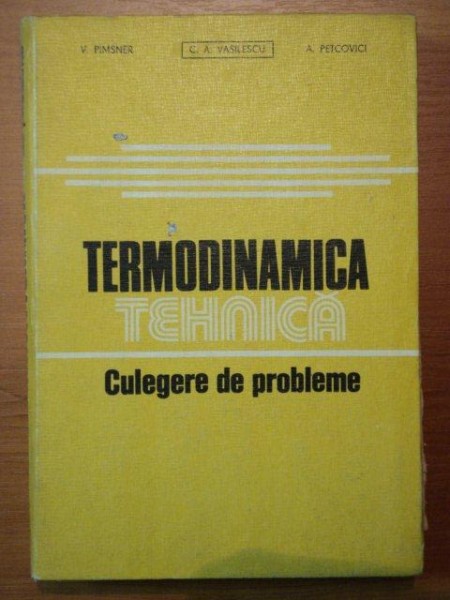 V. PIMSNER C. A. VASILESCU A. PETCOVICI
TERMODINAMICA
TEHNICĂ
Culegere de probleme